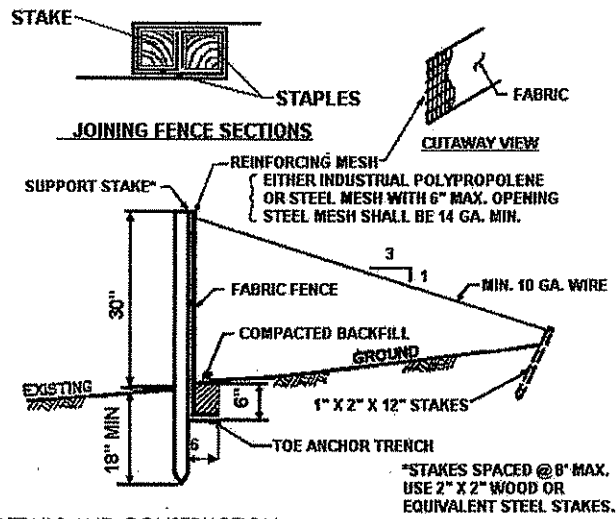 STAKE
STAPLES
JOINING FENCE SECTIONS
FABRIC
CUTAWAY VIEW
REINFORCING MESH
EITHER INDUSTRIAL POLYPROPOLENE
OR STEEL MESH WITH 6" MAX. OPENING
STEEL MESH SHALL BE 14 GA. MIN.
SUPPORT STAKE*
3
1
MIN. 10 GA. WIRE
30"
FABRIC FENCE
COMPACTED BACKFILL
GROUND
EXISTING
6"
1" X 2" X 12" STAKES
18" MIN
6
TOE ANCHOR TRENCH
*STAKES SPACED @ 8' MAX.
USE 2" X 2" WOOD OR
EQUIVALENT STEEL STAKES.